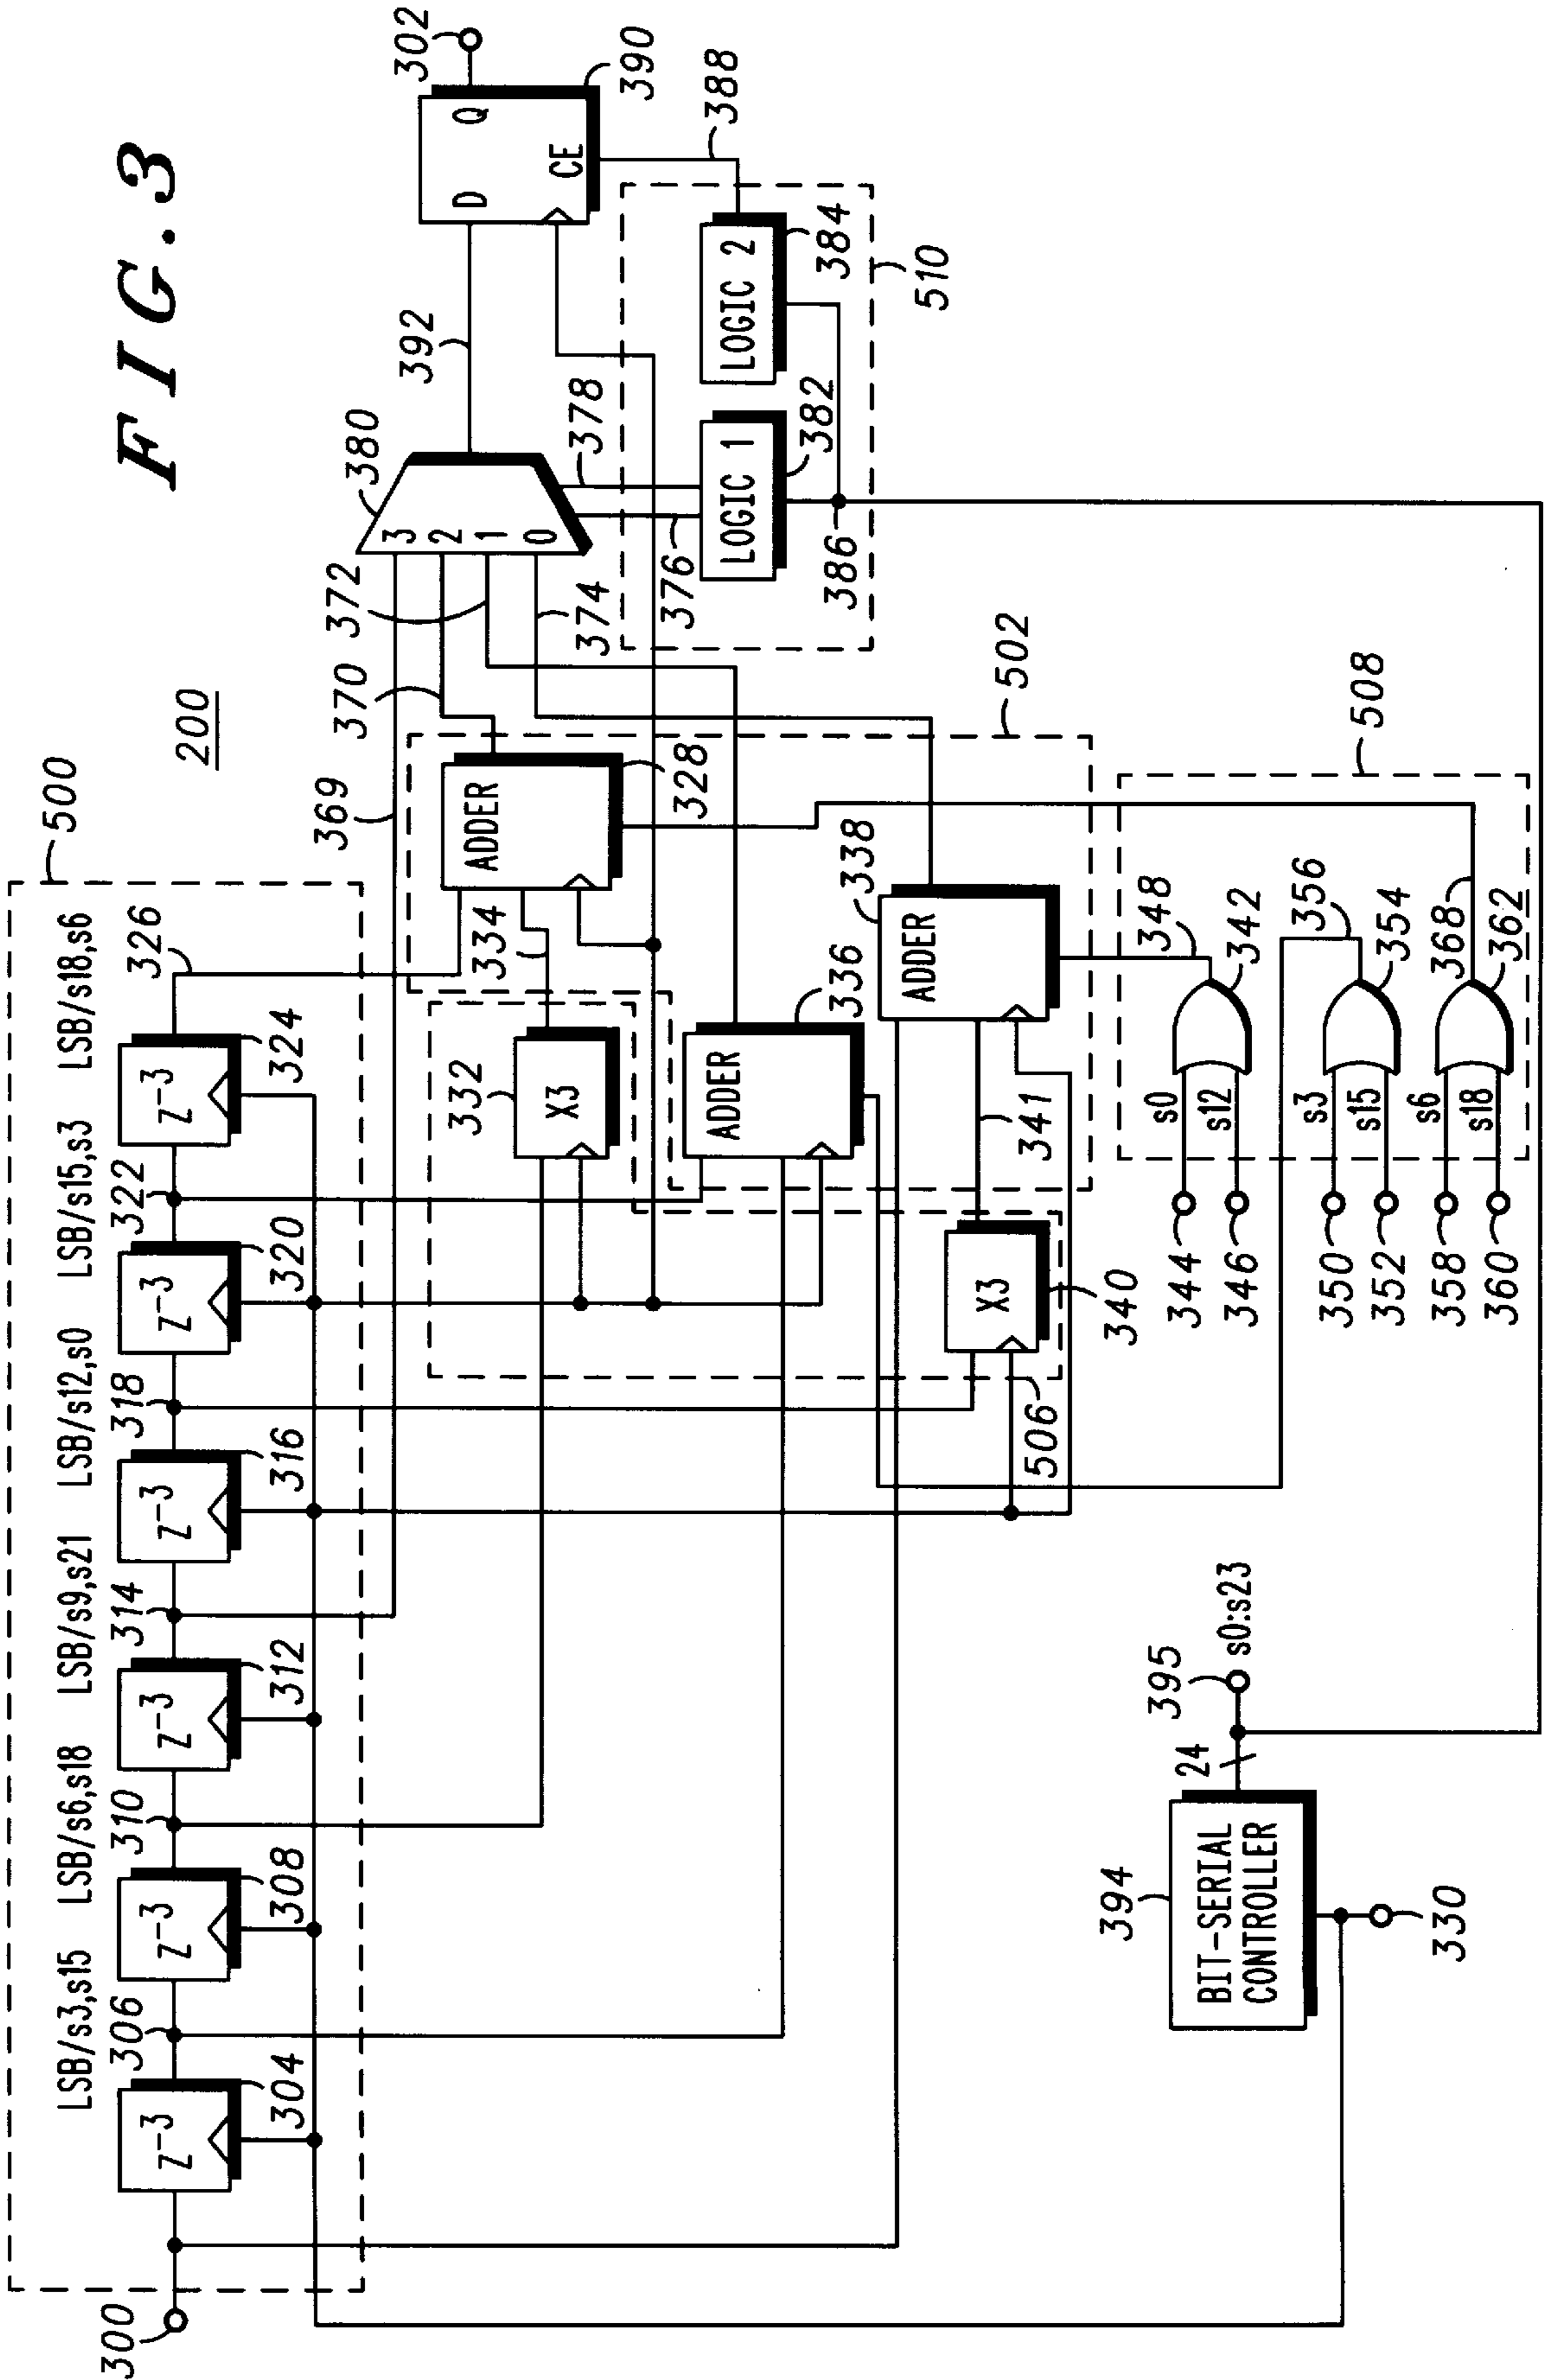 FIG. 3
200
500
LSB/s3,s15
LSB/s6,s18
LSB/s9,s21
LSB/s12,s0
LSB/s15,s3
LSB/s18,s6
300
306
310
314
318
322
326
z⁻³
z⁻³
z⁻³
z⁻³
z⁻³
z⁻³
304
308
312
316
320
324
369
370
372
374
380
3
2
1
0
392
D
Q
CE
302
390
388
376
378
LOGIC 1
LOGIC 2
382
384
386
510
332
X3
334
ADDER
328
502
ADDER
336
ADDER
338
X3
340
341
506
348
342
356
354
368
362
508
s0
s12
s3
s15
s6
s18
344
346
350
352
358
360
394
BIT-SERIAL
CONTROLLER
24
395
s0:s23
330